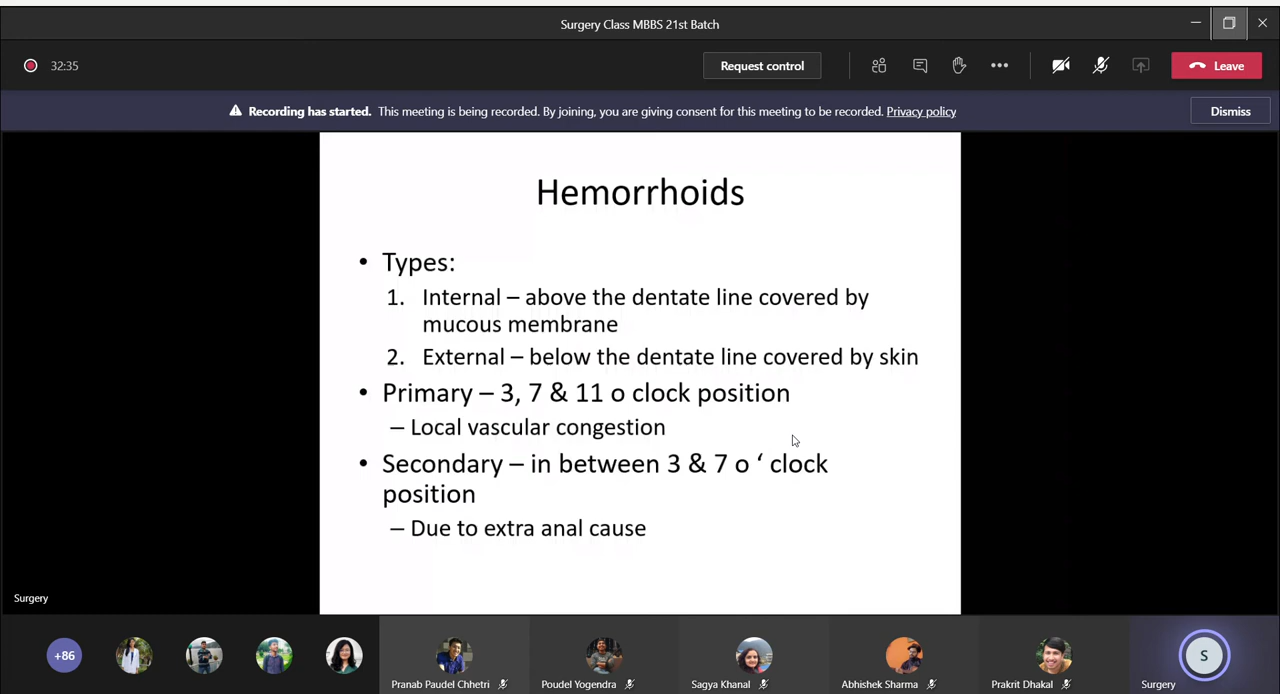 Surgery Class MBBS 21st Batch
32:35
Request control
Leave
Recording has started. This meeting is being recorded. By joining, you are giving consent for this meeting to be recorded. Privacy policy
Dismiss
Hemorrhoids
• Types:
1. Internal – above the dentate line covered by
mucous membrane
2. External – below the dentate line covered by skin
• Primary – 3, 7 & 11 o clock position
– Local vascular congestion
• Secondary – in between 3 & 7 o ‘ clock
position
– Due to extra anal cause
Surgery
+86
Pranab Paudel Chhetri
Poudel Yogendra
Sagya Khanal
Abhishek Sharma
Prakrit Dhakal
S
Surgery